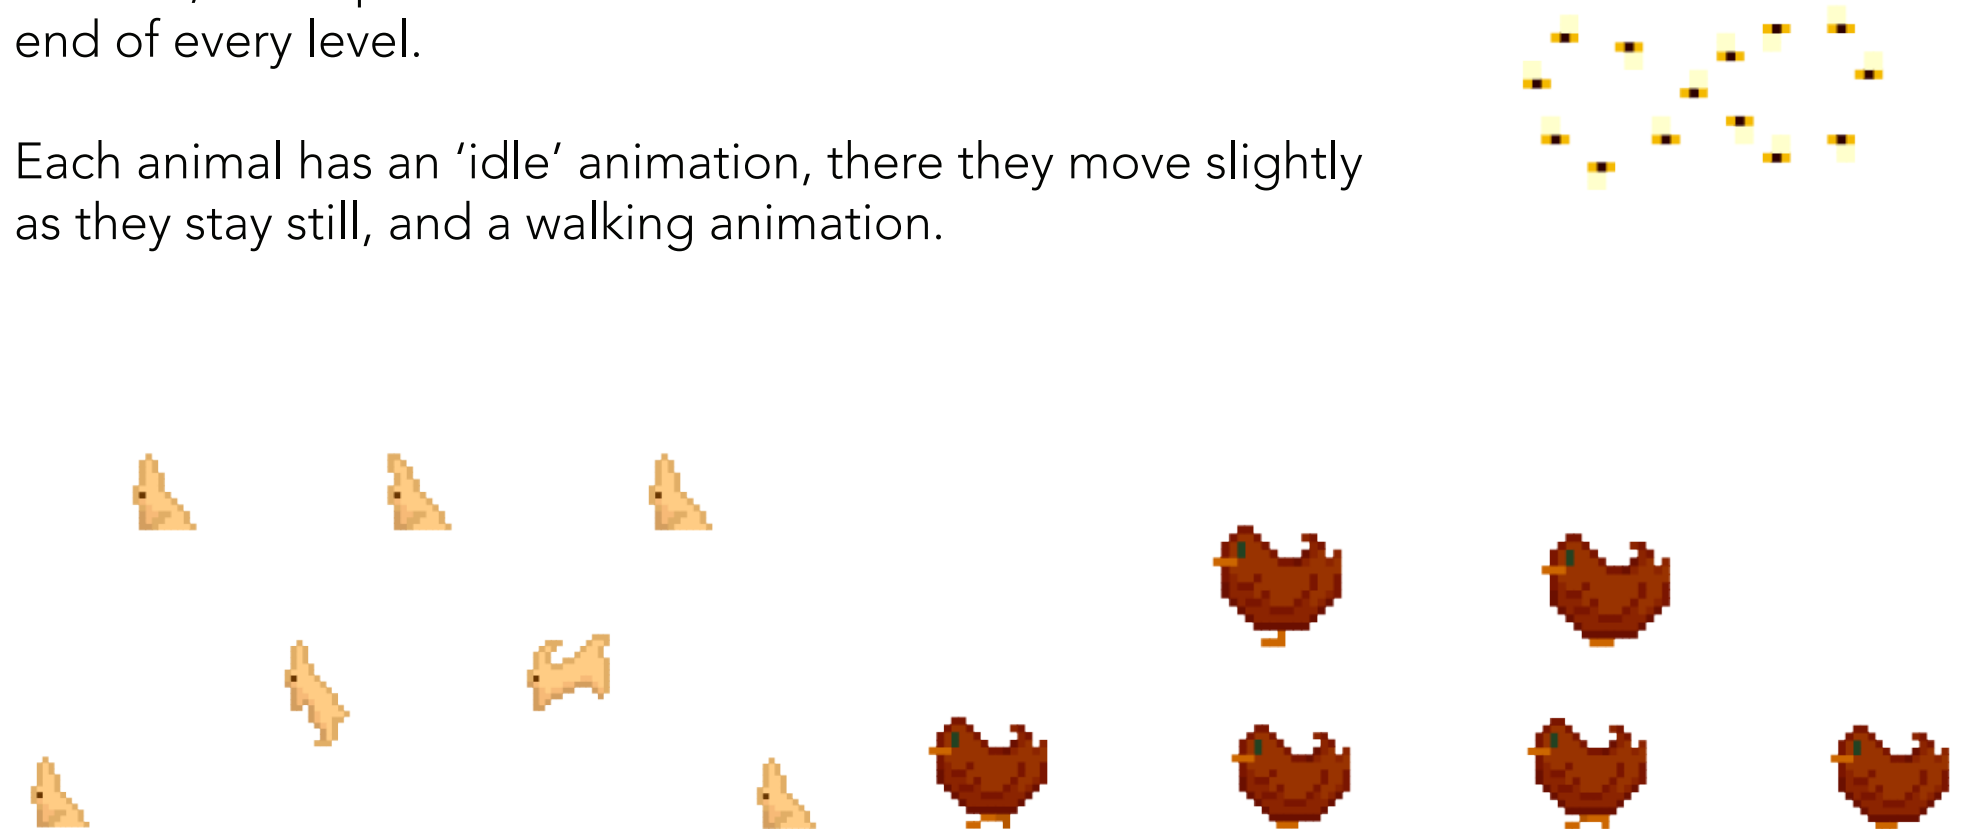 end of every level.
Each animal has an ‘idle’ animation, there they move slightly
as they stay still, and a walking animation.